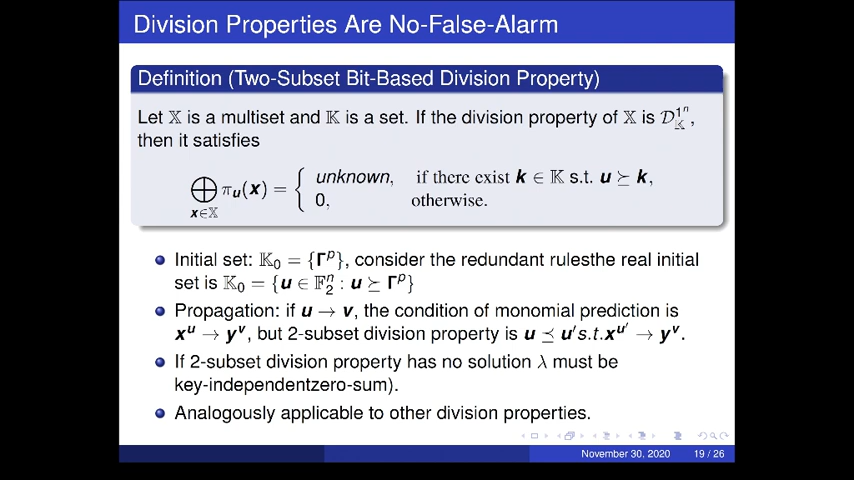 Division Properties Are No-False-Alarm
Definition (Two-Subset Bit-Based Division Property)
Let 𝕏 is a multiset and 𝕂 is a set. If the division property of 𝕏 is 𝒟_𝕂^{1^n},
then it satisfies
⨁_{x∈𝕏} π_u(x) = { unknown, if there exist k ∈ 𝕂 s.t. u ⪰ k,
0, otherwise.
Initial set: 𝕂₀ = {Γ^p}, consider the redundant rulesthe real initial
set is 𝕂₀ = {u ∈ 𝔽₂ⁿ : u ⪰ Γ^p}
Propagation: if u → v, the condition of monomial prediction is
x^u → y^v, but 2-subset division property is u ⪯ u′s.t.x^{u′} → y^v.
If 2-subset division property has no solution λ must be
key-independentzero-sum).
Analogously applicable to other division properties.
November 30, 2020 19 / 26